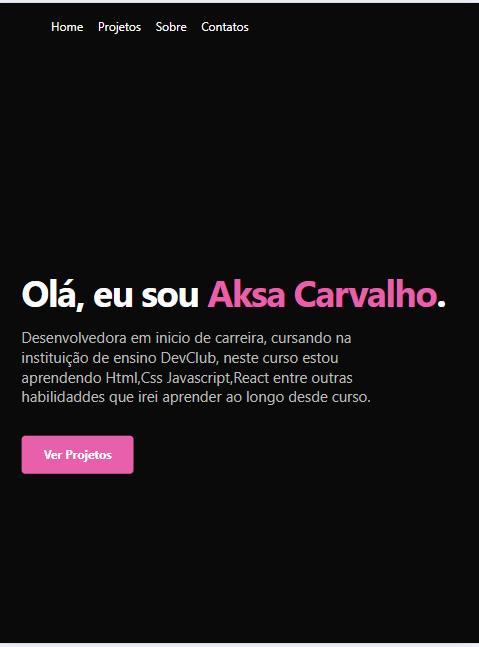 Home Projetos Sobre Contatos
Olá, eu sou Aksa Carvalho.
Desenvolvedora em inicio de carreira, cursando na
instituição de ensino DevClub, neste curso estou
aprendendo Html,Css Javascript,React entre outras
habilidaddes que irei aprender ao longo desde curso.
Ver Projetos